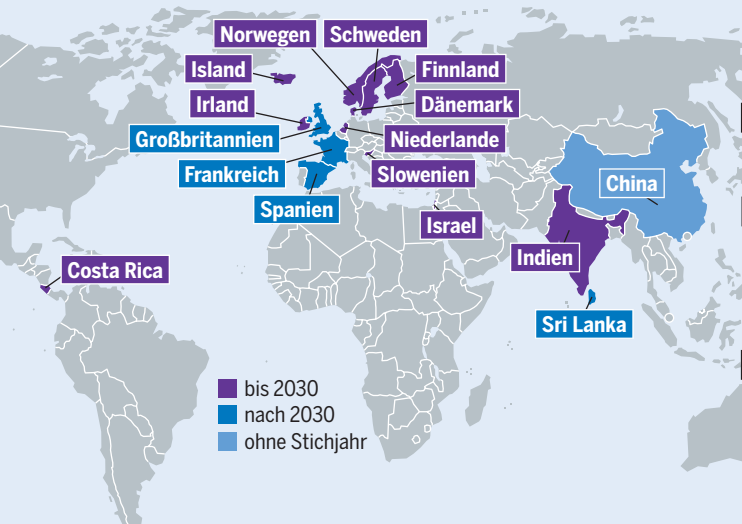 Norwegen Schweden
Island
Finnland
Irland
Dänemark
Großbritannien
Niederlande
Frankreich
Slowenien
China
Spanien
Israel
Indien
Costa Rica
Sri Lanka
bis 2030
nach 2030
ohne Stichjahr